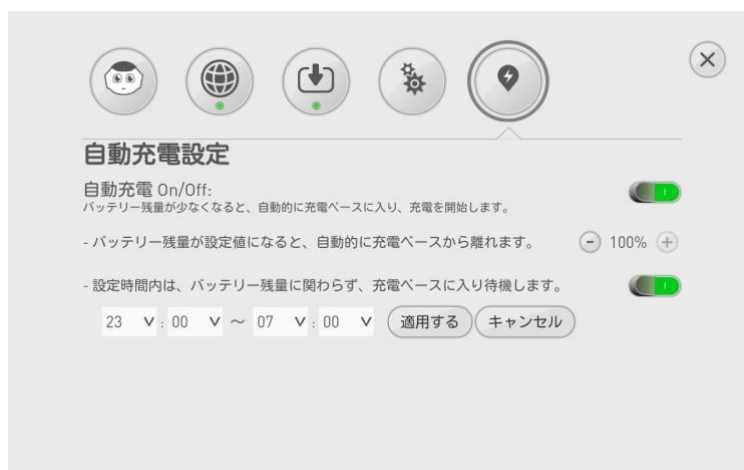 自動充電設定
自動充電 On/Off:
バッテリー残量が少なくなると、自動的に充電ベースに入り、充電を開始します。
- バッテリー残量が設定値になると、自動的に充電ベースから離れます。 - 100% +
- 設定時間内は、バッテリー残量に関わらず、充電ベースに入り待機します。
23 : 00 ～ 07 : 00 適用する キャンセル